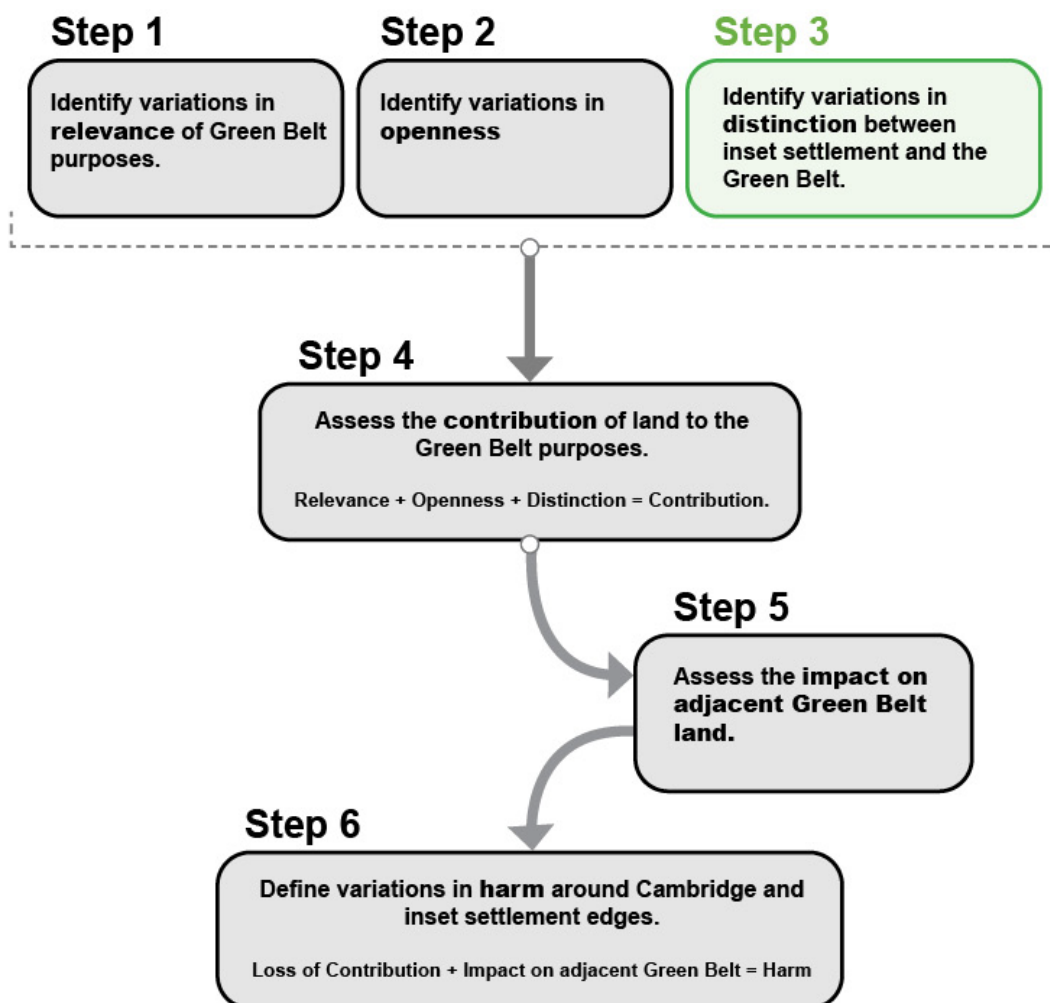 Step 1
Identify variations in
relevance of Green Belt
purposes.
Step 2
Identify variations in
openness
Step 3
Identify variations in
distinction between
inset settlement and the
Green Belt.
Step 4
Assess the contribution of land to the
Green Belt purposes.
Relevance + Openness + Distinction = Contribution.
Step 5
Assess the impact on
adjacent Green Belt
land.
Step 6
Define variations in harm around Cambridge and
inset settlement edges.
Loss of Contribution + Impact on adjacent Green Belt = Harm